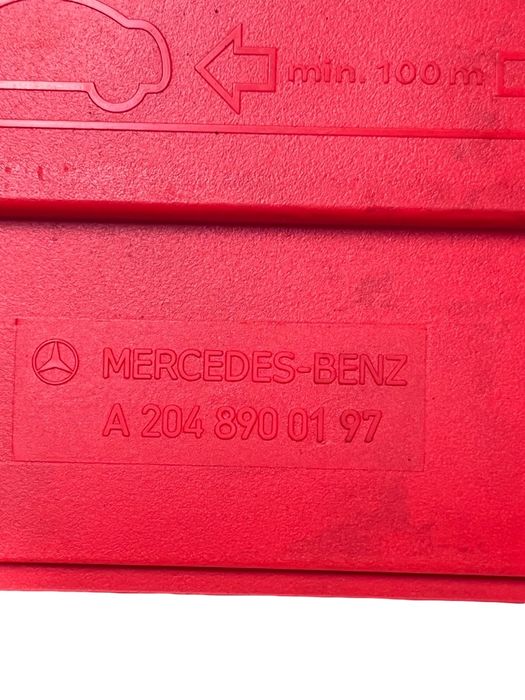 min. 100 m
MERCEDES-BENZ
A 204 890 01 97